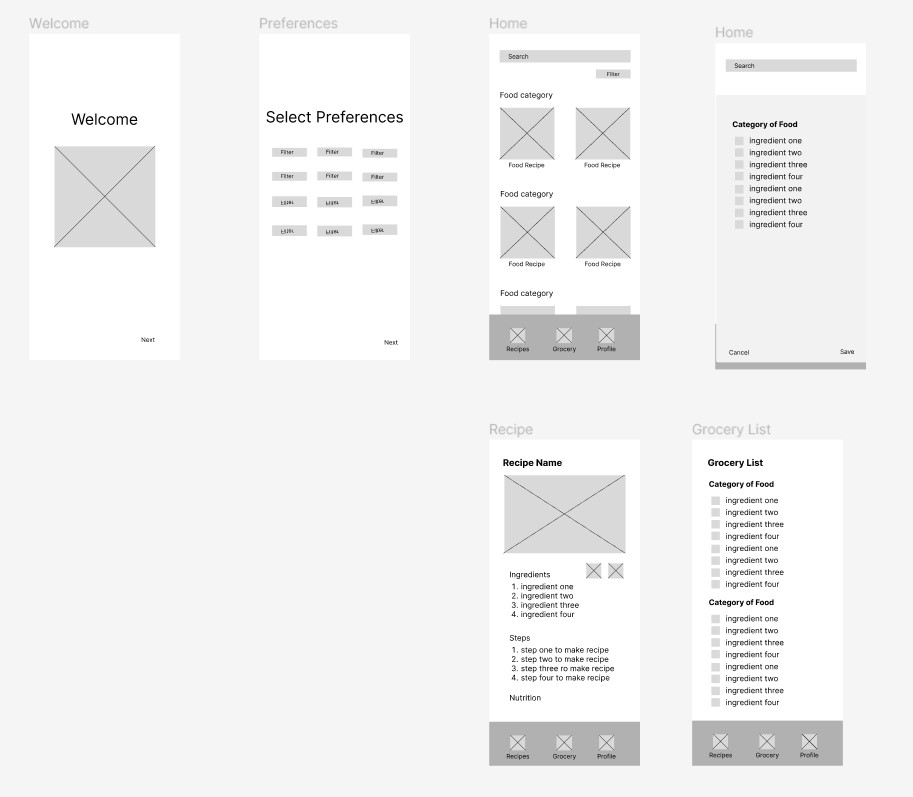 Welcome
Welcome
Next
Preferences
Select Preferences
Filter Filter Filter
Filter Filter Filter
Filter Filter Filter
Filter Filter Filter
Next
Home
Search
Filter
Food category
Food Recipe Food Recipe
Food category
Food Recipe Food Recipe
Food category
Recipes Grocery Profile
Home
Search
Category of Food
ingredient one
ingredient two
ingredient three
ingredient four
ingredient one
ingredient two
ingredient three
ingredient four
Cancel Save
Recipe
Recipe Name
Ingredients
1. ingredient one
2. ingredient two
3. ingredient three
4. ingredient four
Steps
1. step one to make recipe
2. step two to make recipe
3. step three ro make recipe
4. step four to make recipe
Nutrition
Recipes Grocery Profile
Grocery List
Grocery List
Category of Food
ingredient one
ingredient two
ingredient three
ingredient four
ingredient one
ingredient two
ingredient three
ingredient four
Category of Food
ingredient one
ingredient two
ingredient three
ingredient four
ingredient one
ingredient two
ingredient three
ingredient four
Recipes Grocery Profile